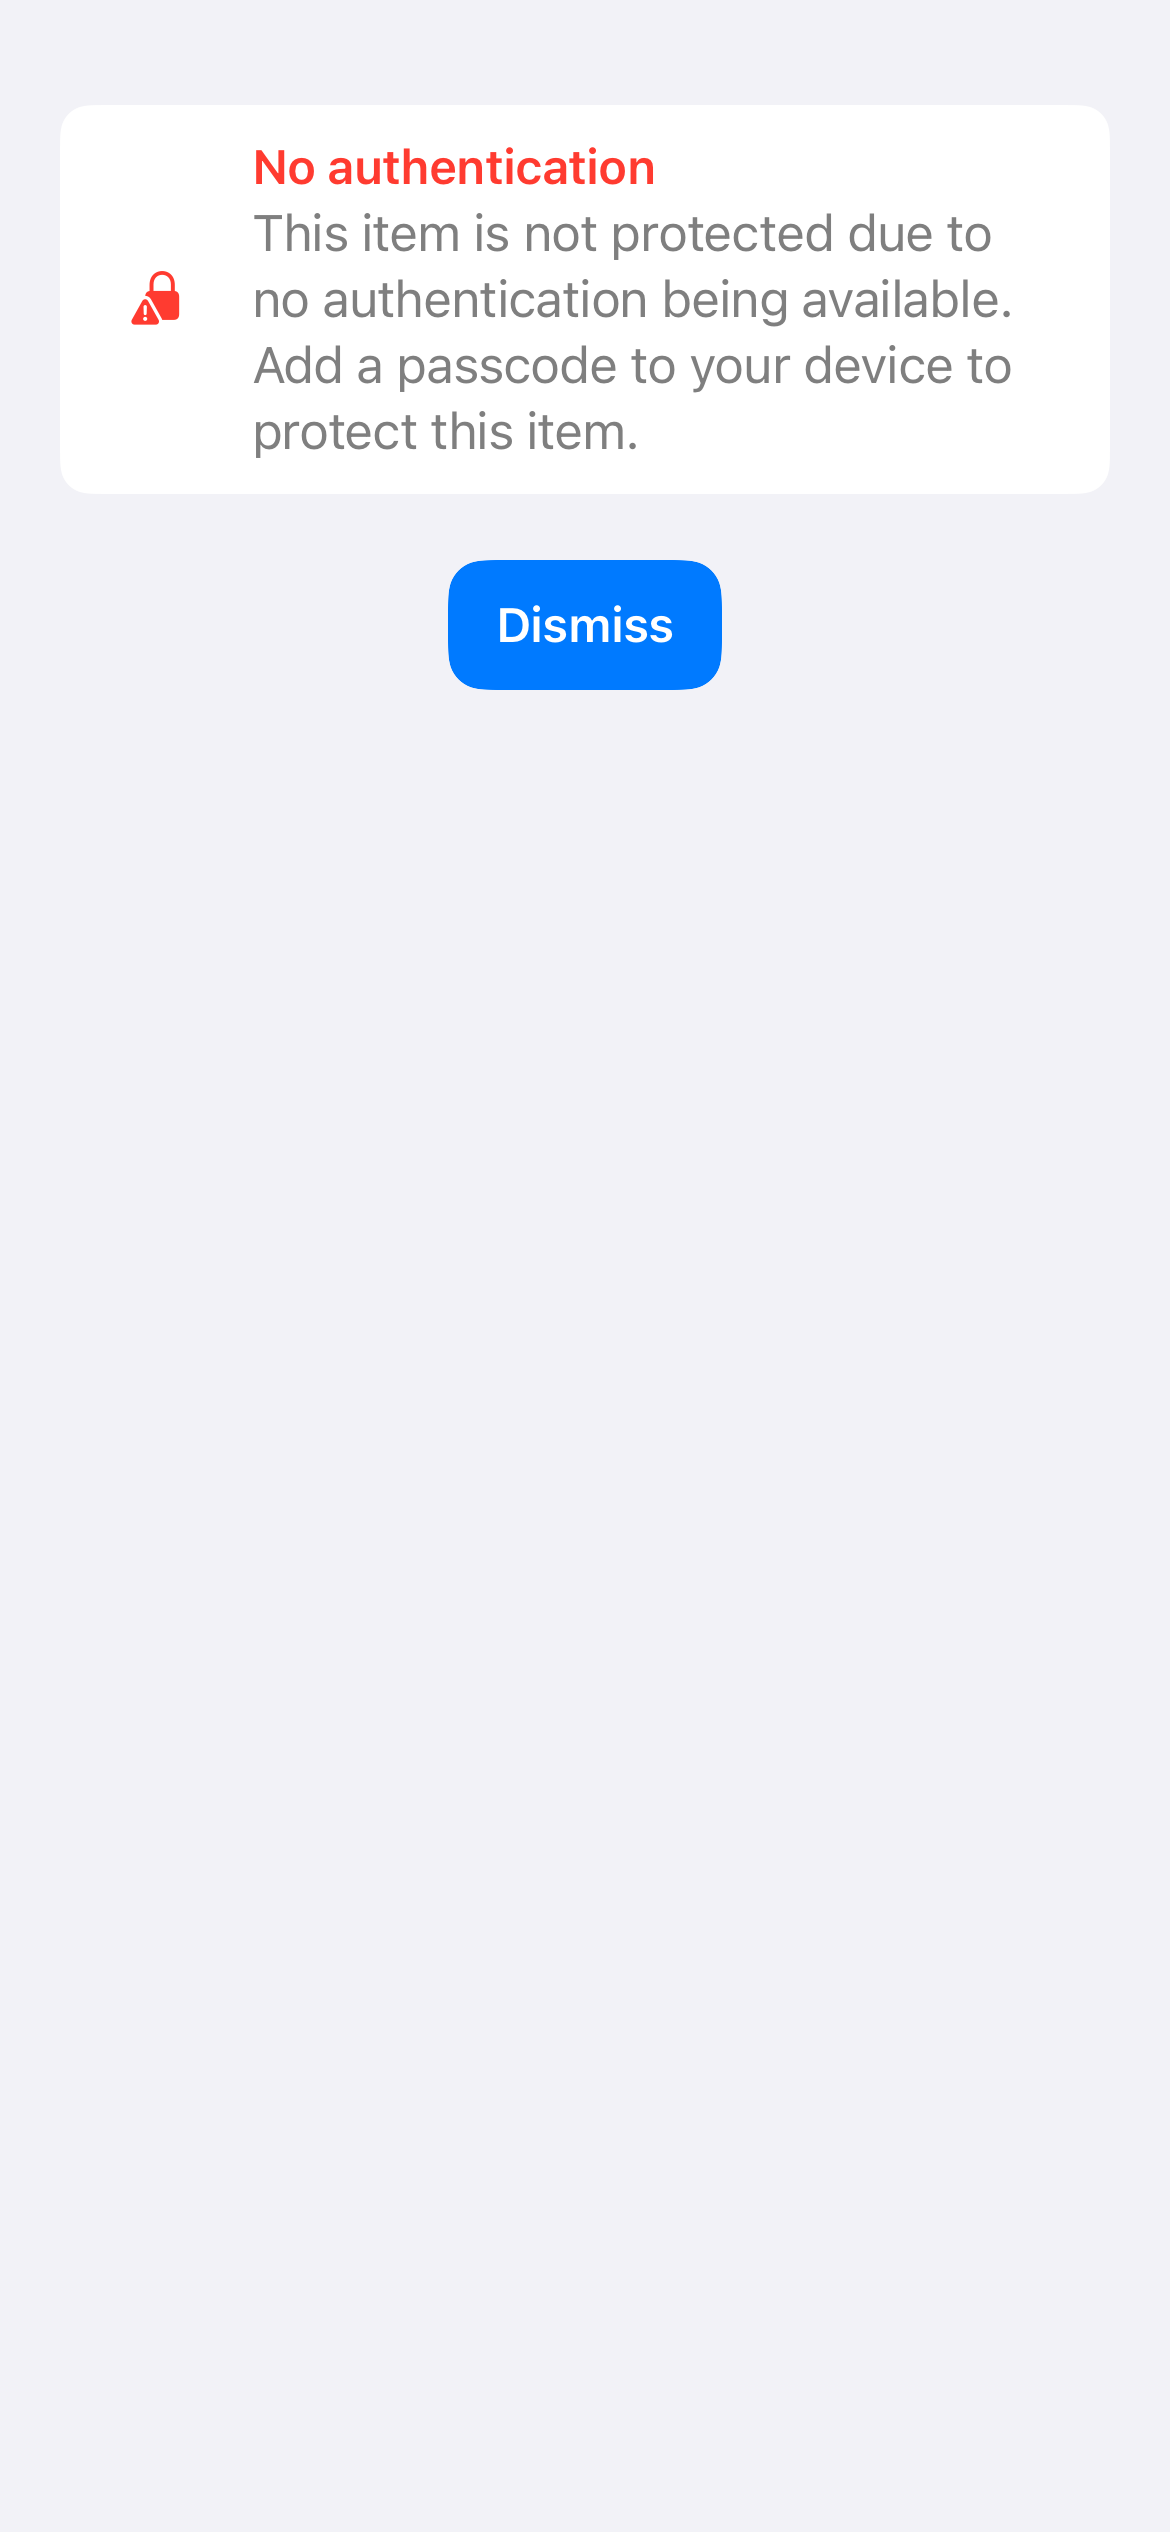 No authentication
This item is not protected due to
no authentication being available.
Add a passcode to your device to
protect this item.
Dismiss